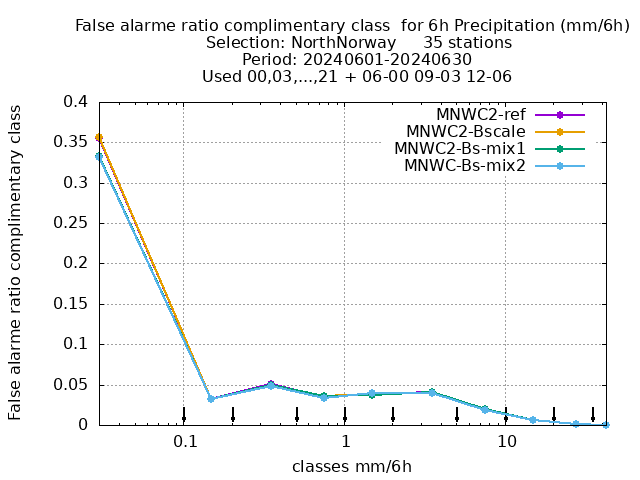 False alarme ratio complimentary class  for 6h Precipitation (mm/6h)
Selection: NorthNorway     35 stations
Period: 20240601-20240630
Used 00,03,...,21 + 06-00 09-03 12-06
False alarme ratio complimentary class
0.4
0.35
0.3
0.25
0.2
0.15
0.1
0.05
0
MNWC2-ref
MNWC2-Bscale
MNWC2-Bs-mix1
MNWC-Bs-mix2
0.1
1
10
classes mm/6h